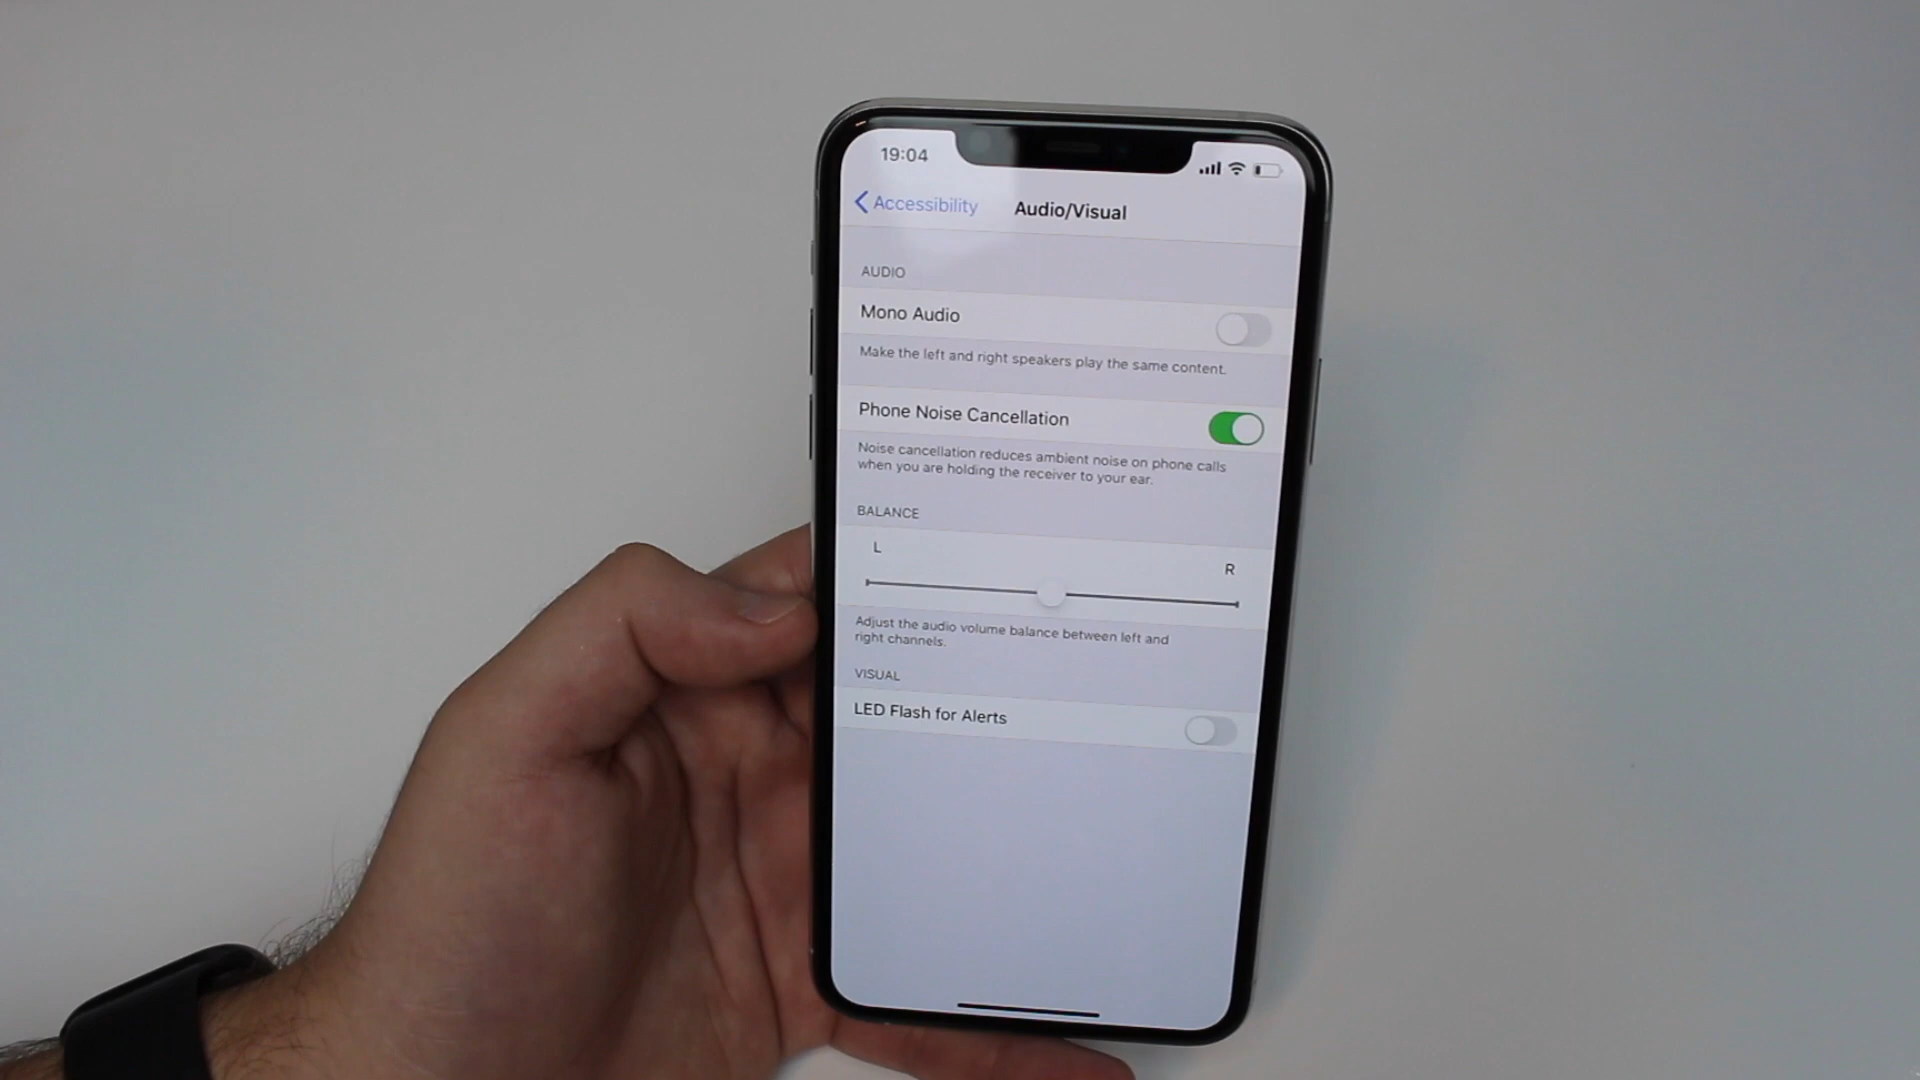 19:04
Accessibility
Audio/Visual
AUDIO
Mono Audio
Make the left and right speakers play the same content.
Phone Noise Cancellation
Noise cancellation reduces ambient noise on phone calls
when you are holding the receiver to your ear.
BALANCE
L
R
Adjust the audio volume balance between left and
right channels.
VISUAL
LED Flash for Alerts